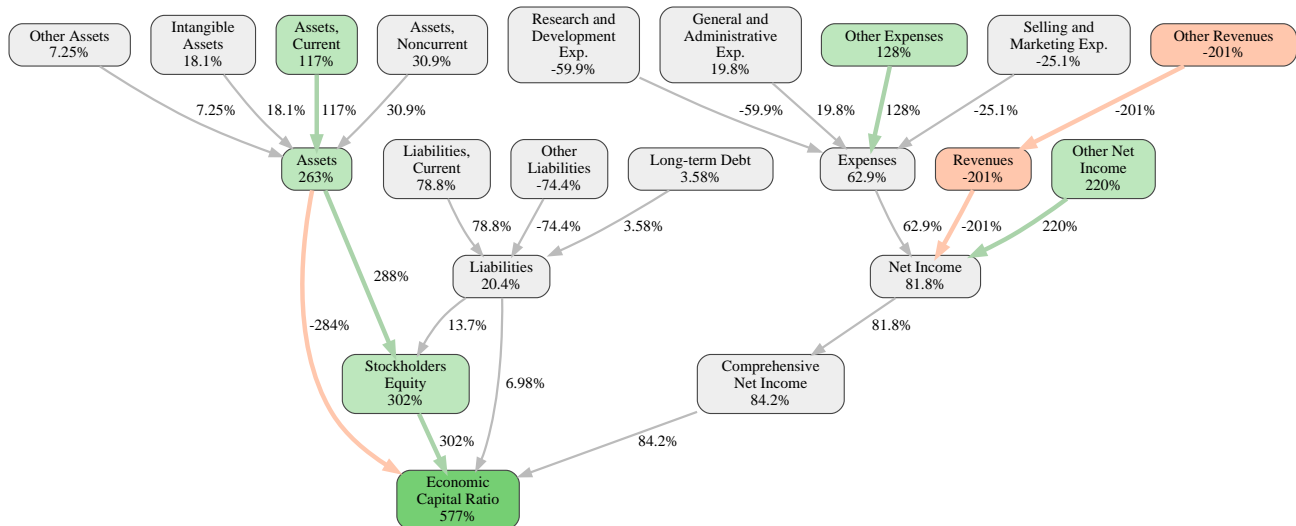 Other Assets
7.25%
Intangible
Assets
18.1%
Assets,
Current
117%
Assets,
Noncurrent
30.9%
Research and
Development
Exp.
-59.9%
General and
Administrative
Exp.
19.8%
Other Expenses
128%
Selling and
Marketing Exp.
-25.1%
Other Revenues
-201%
7.25%
18.1%
117%
30.9%
-59.9%
19.8%
128%
-25.1%
-201%
Assets
263%
Liabilities,
Current
78.8%
Other
Liabilities
-74.4%
Long-term Debt
3.58%
Expenses
62.9%
Revenues
-201%
Other Net
Income
220%
78.8%
-74.4%
3.58%
62.9%
-201%
220%
Liabilities
20.4%
Net Income
81.8%
288%
-284%
13.7%
81.8%
Stockholders
Equity
302%
6.98%
Comprehensive
Net Income
84.2%
302%
84.2%
Economic
Capital Ratio
577%